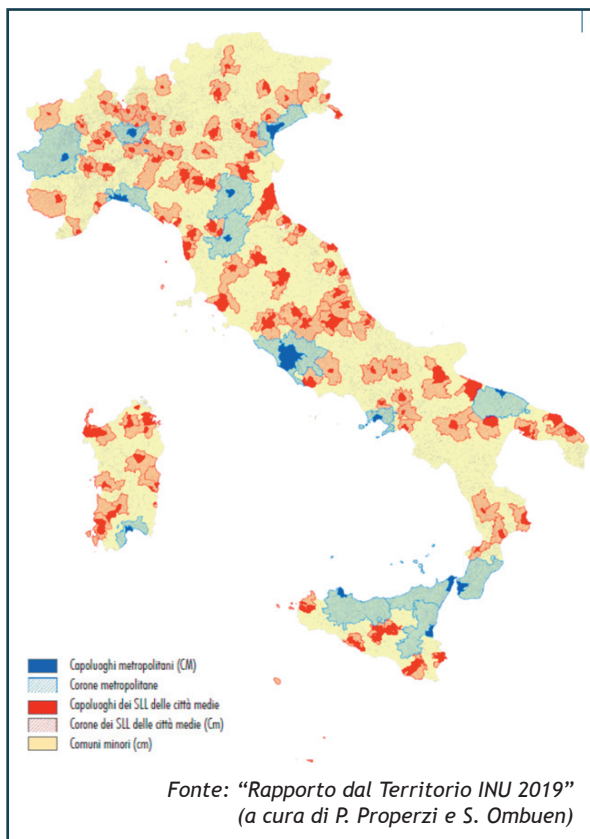 Capoluoghi metropolitani (CM)
Corone metropolitane
Capoluoghi dei SLL delle città medie
Corone dei SLL delle città medie (Cm)
Comuni minori (cm)
Fonte: “Rapporto dal Territorio INU 2019”
(a cura di P. Properzi e S. Ombuen)